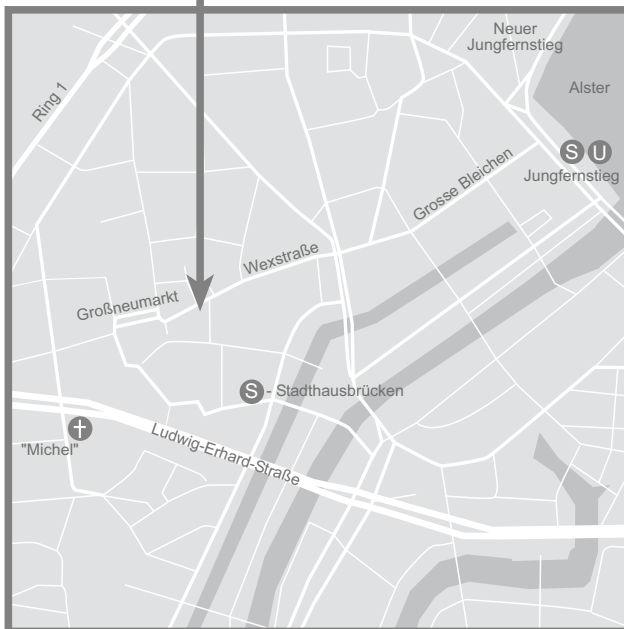 Neuer
Jungfernstieg
Ring 1
Alster
S U
Jungfernstieg
Grosse Bleichen
Wexstraße
Großneumarkt
S - Stadthausbrücken
"Michel"
Ludwig-Erhard-Straße